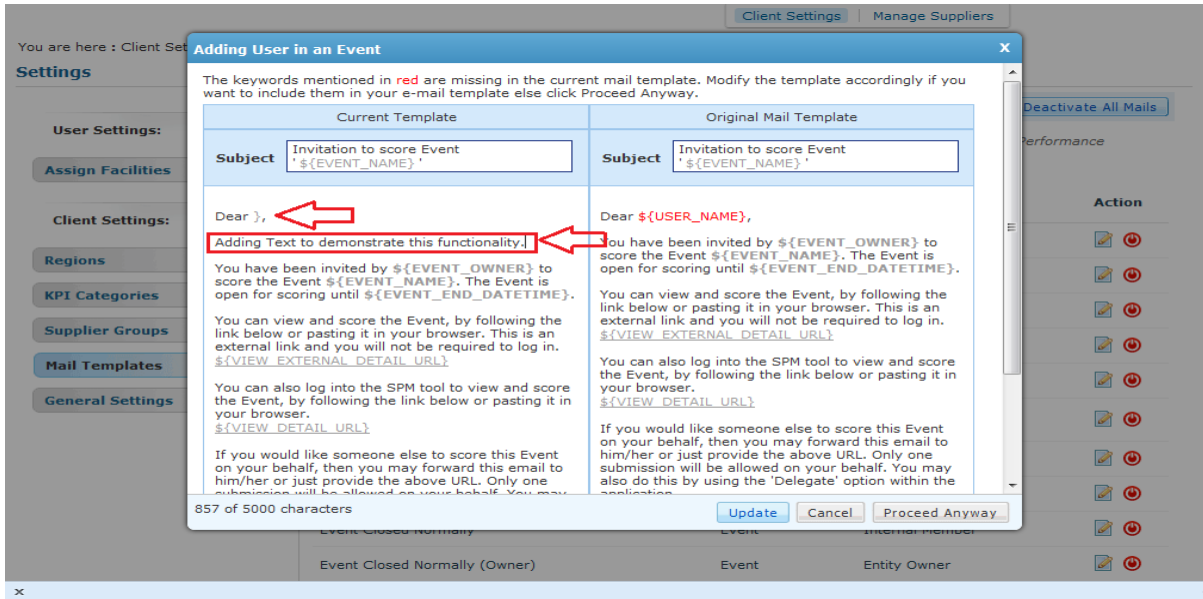 Client Settings Manage Suppliers
You are here : Client Set
Settings
User Settings:
Assign Facilities
Client Settings:
Regions
KPI Categories
Supplier Groups
Mail Templates
General Settings
Deactivate All Mails
Performance
Action
Adding User in an Event X
The keywords mentioned in red are missing in the current mail template. Modify the template accordingly if you
want to include them in your e-mail template else click Proceed Anyway.
Current Template
Subject
Invitation to score Event
' ${EVENT_NAME} '
Dear },
Adding Text to demonstrate this functionality.
You have been invited by ${EVENT_OWNER} to
score the Event ${EVENT_NAME}. The Event is
open for scoring until ${EVENT_END_DATETIME}.
You can view and score the Event, by following the
link below or pasting it in your browser. This is an
external link and you will not be required to log in.
${VIEW_EXTERNAL_DETAIL_URL}
You can also log into the SPM tool to view and score
the Event, by following the link below or pasting it in
your browser.
${VIEW_DETAIL_URL}
If you would like someone else to score this Event
on your behalf, then you may forward this email to
him/her or just provide the above URL. Only one
submission will be allowed on your behalf. You may
Original Mail Template
Subject
Invitation to score Event
' ${EVENT_NAME} '
Dear ${USER_NAME},
You have been invited by ${EVENT_OWNER} to
score the Event ${EVENT_NAME}. The Event is
open for scoring until ${EVENT_END_DATETIME}.
You can view and score the Event, by following the
link below or pasting it in your browser. This is an
external link and you will not be required to log in.
${VIEW_EXTERNAL_DETAIL_URL}
You can also log into the SPM tool to view and score
the Event, by following the link below or pasting it in
your browser.
${VIEW_DETAIL_URL}
If you would like someone else to score this Event
on your behalf, then you may forward this email to
him/her or just provide the above URL. Only one
submission will be allowed on your behalf. You may
also do this by using the 'Delegate' option within the
application.
857 of 5000 characters
Update Cancel Proceed Anyway
Event Closed Normally Event Internal Member
Event Closed Normally (Owner) Event Entity Owner
x